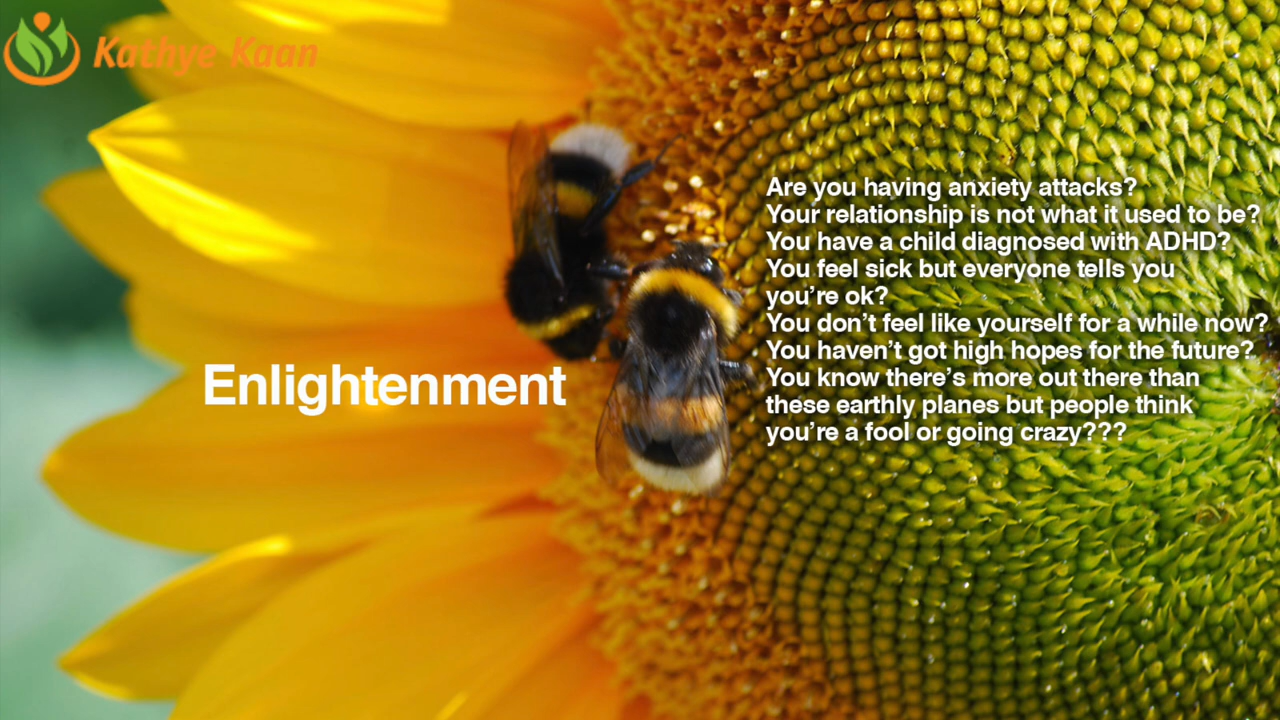 Kathye Kaan
Enlightenment
Are you having anxiety attacks?
Your relationship is not what it used to be?
You have a child diagnosed with ADHD?
You feel sick but everyone tells you
you’re ok?
You don’t feel like yourself for a while now?
You haven’t got high hopes for the future?
You know there’s more out there than
these earthly planes but people think
you’re a fool or going crazy???